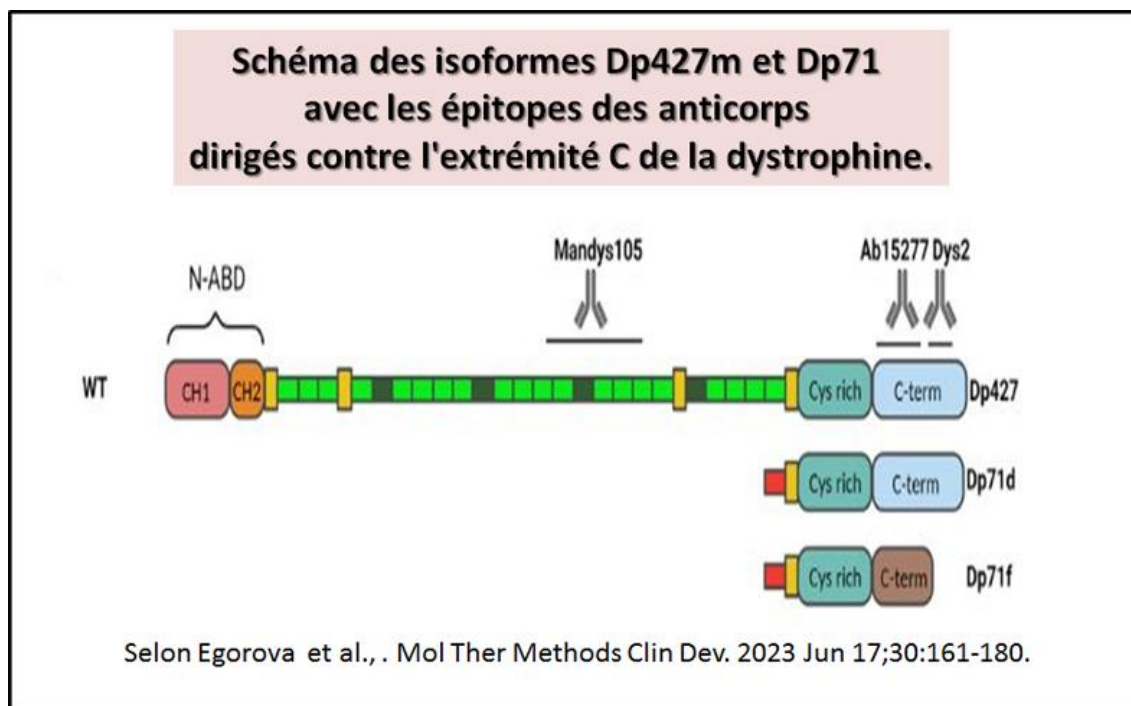 Schéma des isoformes Dp427m et Dp71
avec les épitopes des anticorps
dirigés contre l'extrémité C de la dystrophine.
N-ABD
Mandys105
Ab15277 Dys2
WT
CH1
CH2
Cys rich
C-term
Dp427
Cys rich
C-term
Dp71d
Cys rich
C-term
Dp71f
Selon Egorova et al., . Mol Ther Methods Clin Dev. 2023 Jun 17;30:161-180.